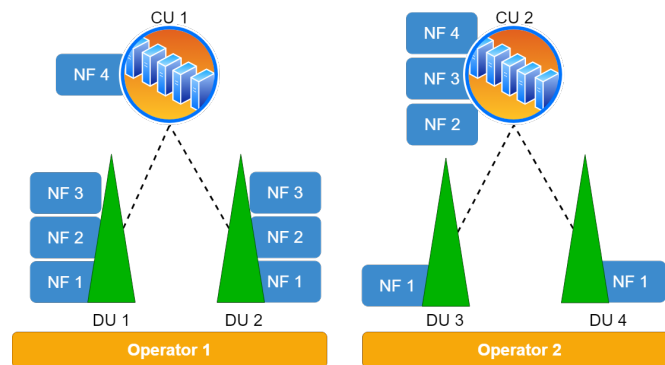 CU 1
NF 4
NF 3
NF 2
NF 1
NF 3
NF 2
NF 1
DU 1
DU 2
Operator 1
CU 2
NF 4
NF 3
NF 2
NF 1
NF 1
DU 3
DU 4
Operator 2